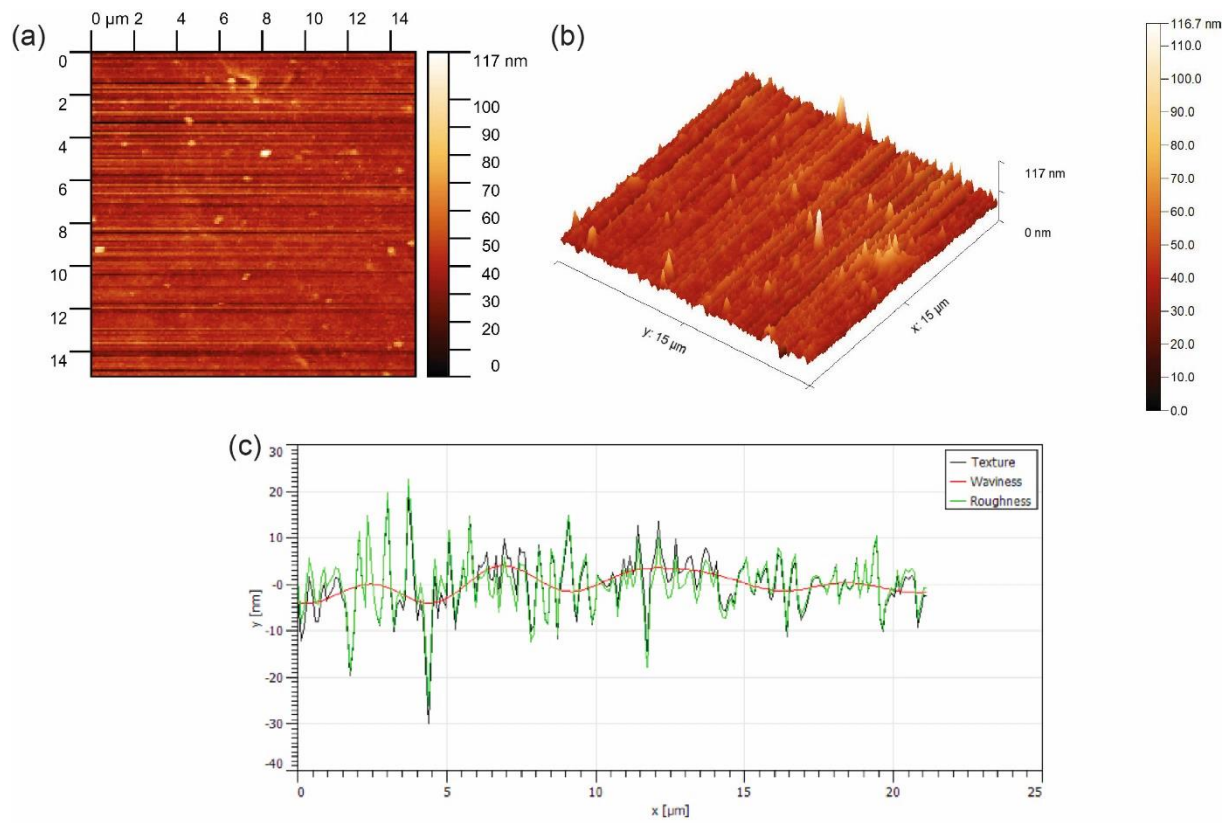 (a)
0 µm 2 4 6 8 10 12 14
0
2
4
6
8
10
12
14
117 nm
100
90
80
70
60
50
40
30
20
0
(b)
117 nm
0 nm
x: 15 µm
y: 15 µm
116.7 nm
110.0
100.0
90.0
80.0
70.0
60.0
50.0
40.0
30.0
20.0
10.0
0.0
(c)
30
20
10
-0
-10
-20
-30
-40
y [nm]
Texture
Waviness
Roughness
0 5 10 15 20 25
x [µm]